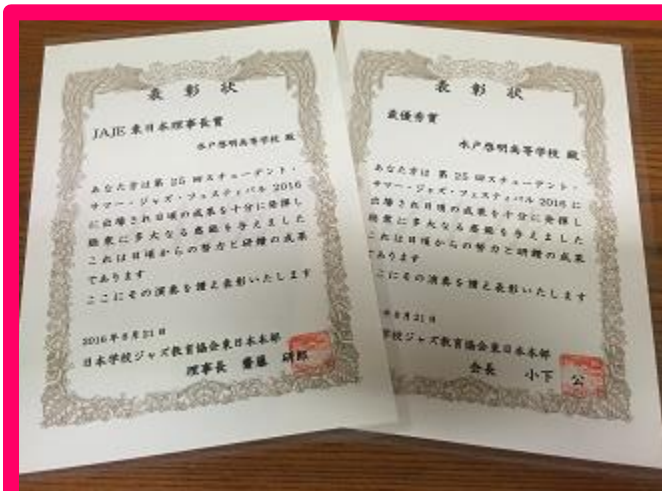 表彰状
JAJE 東日本理事長賞
水戸啓明高等学校 殿
あなた方は第 25 回スチューデント・
サマー・ジャズ・フェスティバル 2016
に出場され日頃の成果を十分に発揮し
聴衆に多大なる感銘を与えました
これは日頃からの努力と研鑽の成果
であります
ここにその演奏を讃え表彰いたします
2016年8月21日
日本学校ジャズ教育協会東日本本部
理事長 齋藤 研郎
表彰状
最優秀賞
水戸啓明高等学校 殿
あなた方は 第 25 回スチューデント・
サマー・ジャズ・フェスティバル 2016 に
出場され日頃の成果を十分に発揮し
聴衆に多大なる感銘を与えました
これは日頃からの努力と研鑽の成果
であります
ここにその演奏を讃え表彰いたします
年8月21日
学校ジャズ教育協会東日本本部
会長 小下 公